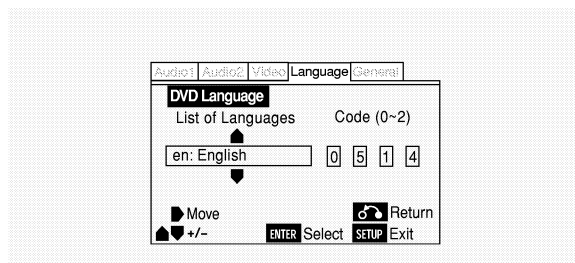 Audio1 Audio2 Video Language General
DVD Language
List of Languages Code (0~2)
en: English 0 5 1 4
Move Return
+/− ENTER Select SETUP Exit